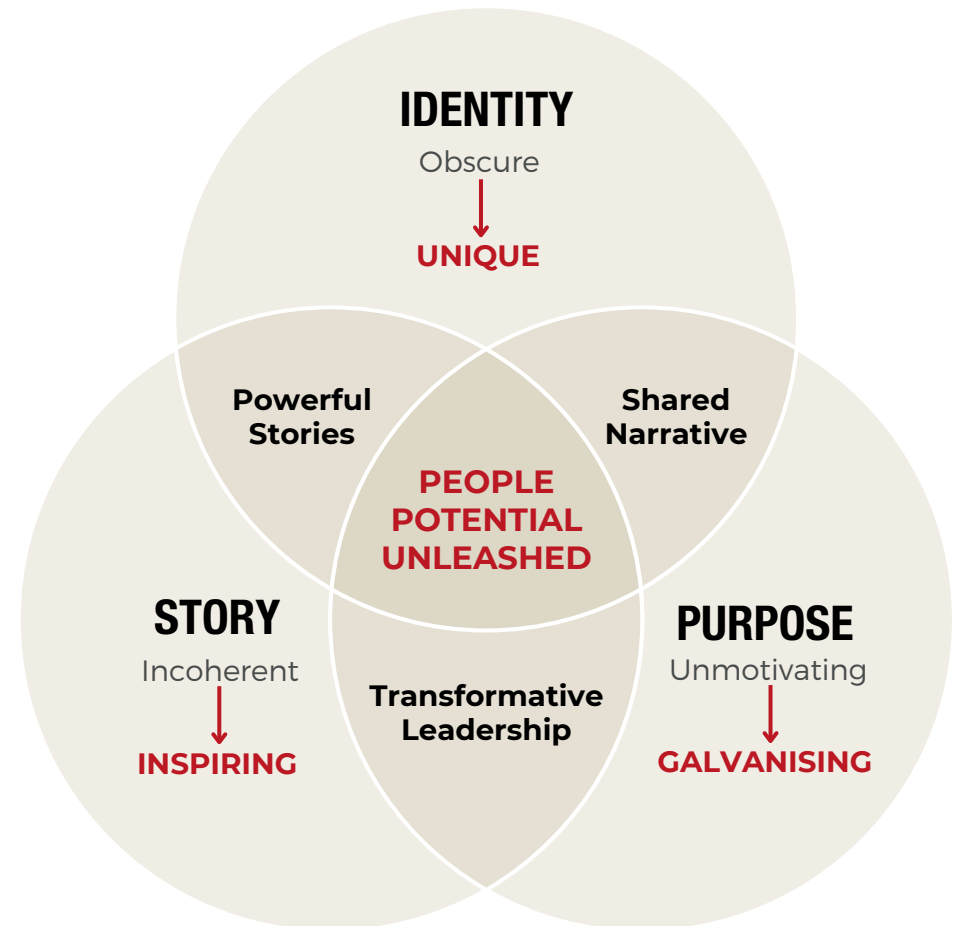 IDENTITY
Obscure
UNIQUE
Powerful
Stories
Shared
Narrative
PEOPLE
POTENTIAL
UNLEASHED
STORY
Incoherent
INSPIRING
Transformative
Leadership
PURPOSE
Unmotivating
GALVANISING